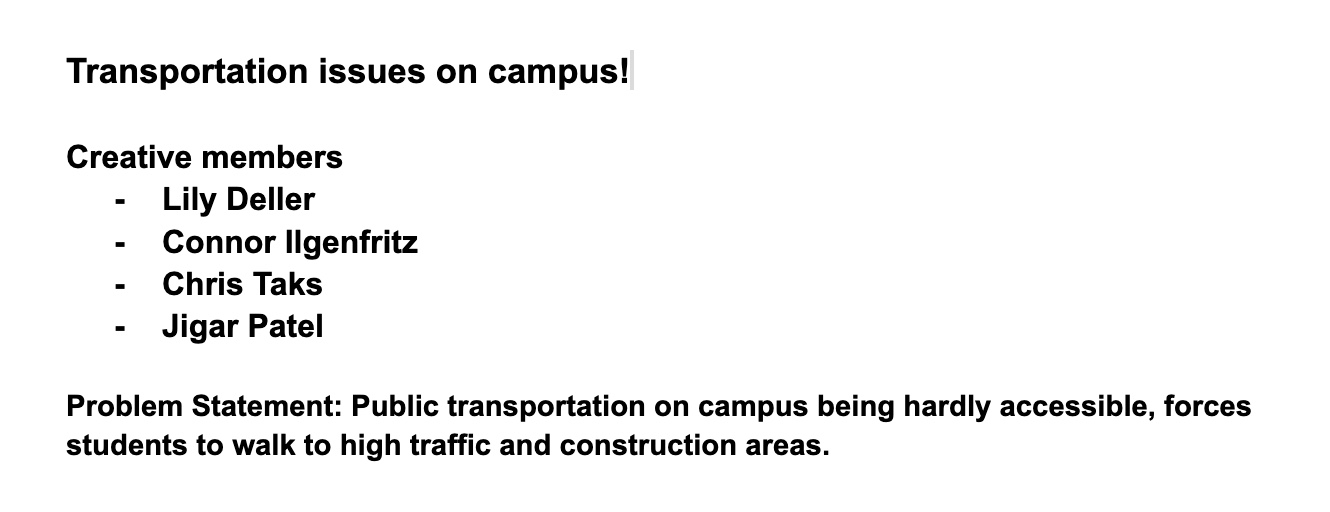 Transportation issues on campus!
Creative members
- Lily Deller
- Connor Ilgenfritz
- Chris Taks
- Jigar Patel
Problem Statement: Public transportation on campus being hardly accessible, forces
students to walk to high traffic and construction areas.